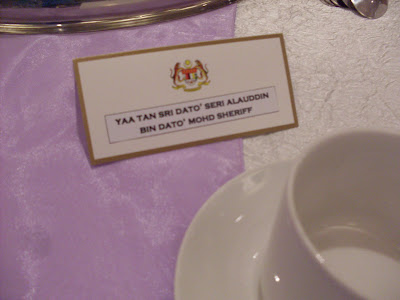 YAA TAN SRI DATO' SERI ALAUDDIN
BIN DATO' MOHD SHERIFF